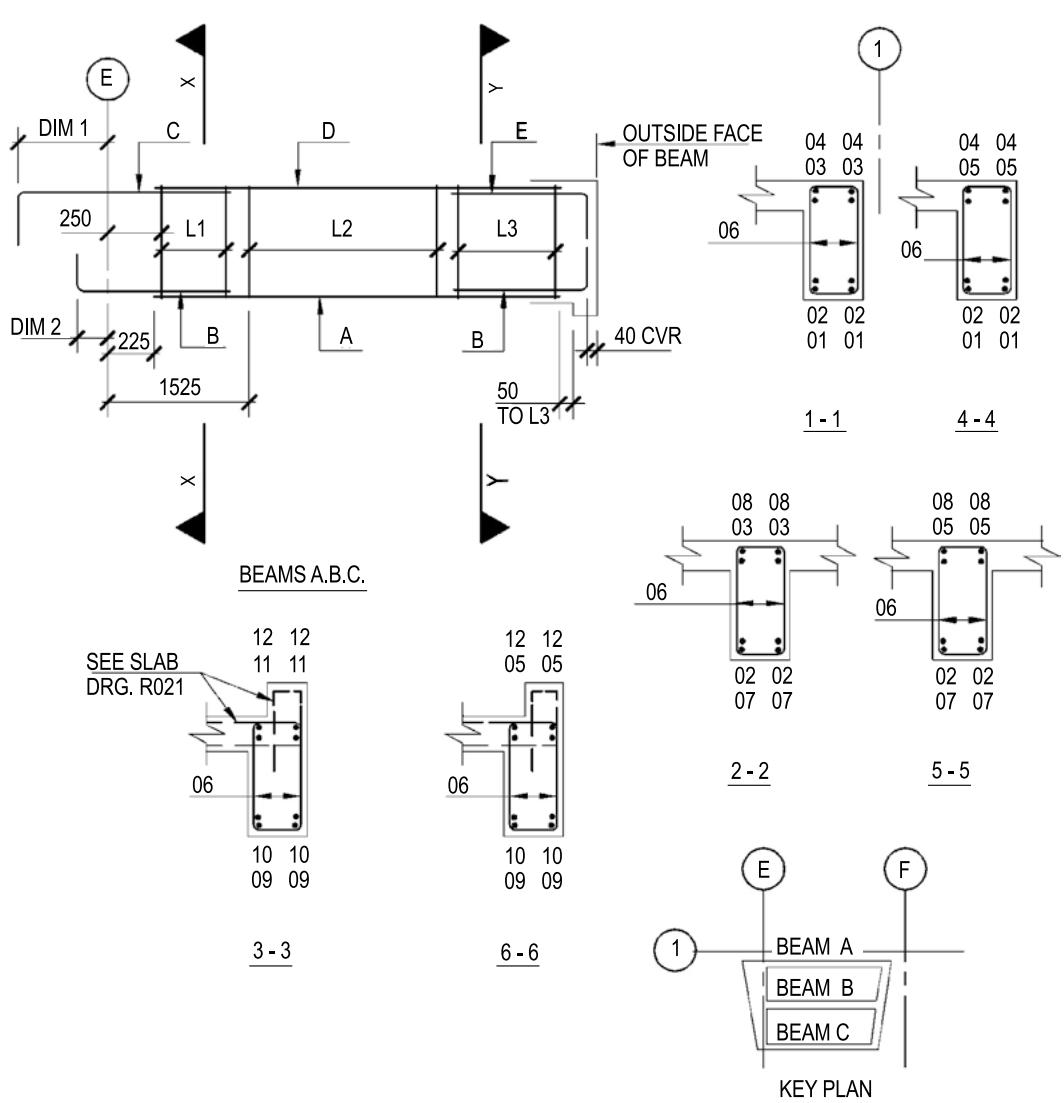 E
X
Y
DIM 1
C
D
E
OUTSIDE FACE
OF BEAM
250
L1
L2
L3
DIM 2
225
B
A
B
40 CVR
1525
50
TO L3
X
Y
BEAMS A.B.C.
1
04 04
03 03
06
02 02
01 01
1 - 1
04 04
05 05
06
02 02
01 01
4 - 4
08 08
03 03
06
02 02
07 07
2 - 2
08 08
05 05
06
02 02
07 07
5 - 5
SEE SLAB
DRG. R021
12 12
11 11
06
10 10
09 09
3 - 3
12 12
05 05
06
10 10
09 09
6 - 6
E
F
1
BEAM A
BEAM B
BEAM C
KEY PLAN